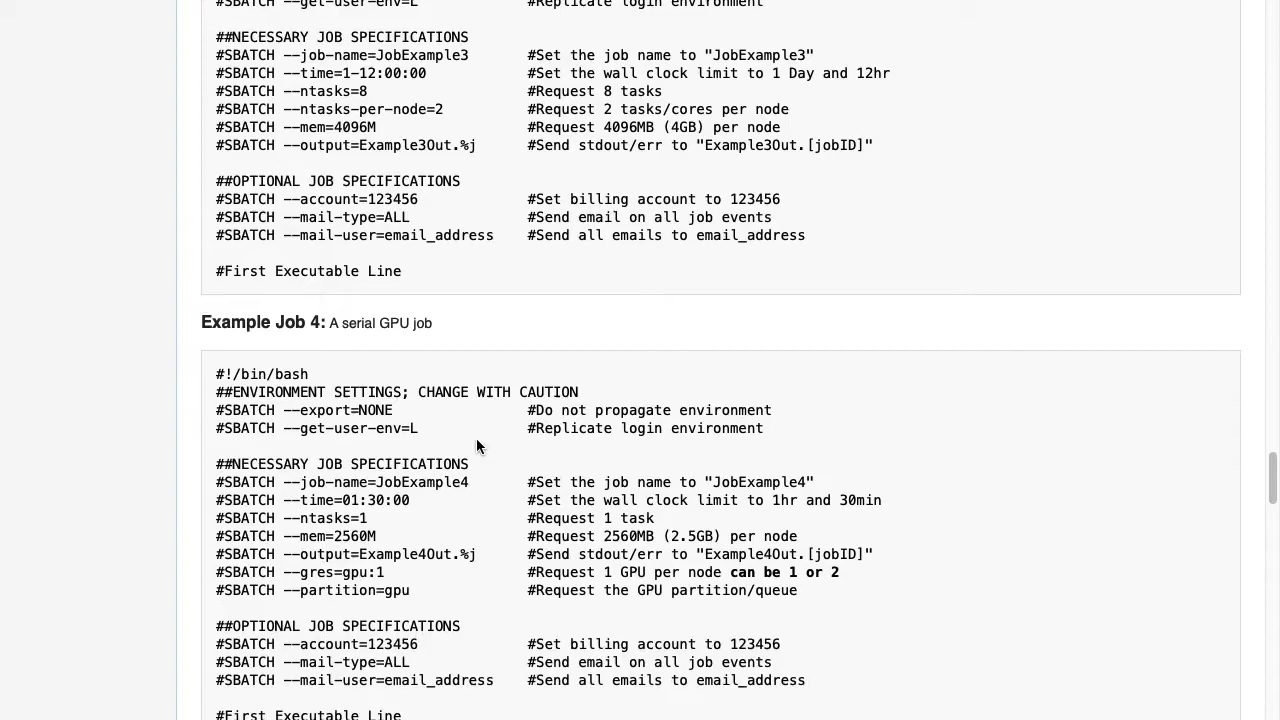 #SBATCH --get-user-env=L #Replicate login environment
##NECESSARY JOB SPECIFICATIONS
#SBATCH --job-name=JobExample3 #Set the job name to "JobExample3"
#SBATCH --time=1-12:00:00 #Set the wall clock limit to 1 Day and 12hr
#SBATCH --ntasks=8 #Request 8 tasks
#SBATCH --ntasks-per-node=2 #Request 2 tasks/cores per node
#SBATCH --mem=4096M #Request 4096MB (4GB) per node
#SBATCH --output=Example3Out.%j #Send stdout/err to "Example3Out.[jobID]"
##OPTIONAL JOB SPECIFICATIONS
#SBATCH --account=123456 #Set billing account to 123456
#SBATCH --mail-type=ALL #Send email on all job events
#SBATCH --mail-user=email_address #Send all emails to email_address
#First Executable Line
Example Job 4: A serial GPU job
#!/bin/bash
##ENVIRONMENT SETTINGS; CHANGE WITH CAUTION
#SBATCH --export=NONE #Do not propagate environment
#SBATCH --get-user-env=L #Replicate login environment
##NECESSARY JOB SPECIFICATIONS
#SBATCH --job-name=JobExample4 #Set the job name to "JobExample4"
#SBATCH --time=01:30:00 #Set the wall clock limit to 1hr and 30min
#SBATCH --ntasks=1 #Request 1 task
#SBATCH --mem=2560M #Request 2560MB (2.5GB) per node
#SBATCH --output=Example4Out.%j #Send stdout/err to "Example4Out.[jobID]"
#SBATCH --gres=gpu:1 #Request 1 GPU per node can be 1 or 2
#SBATCH --partition=gpu #Request the GPU partition/queue
##OPTIONAL JOB SPECIFICATIONS
#SBATCH --account=123456 #Set billing account to 123456
#SBATCH --mail-type=ALL #Send email on all job events
#SBATCH --mail-user=email_address #Send all emails to email_address
#First Executable Line